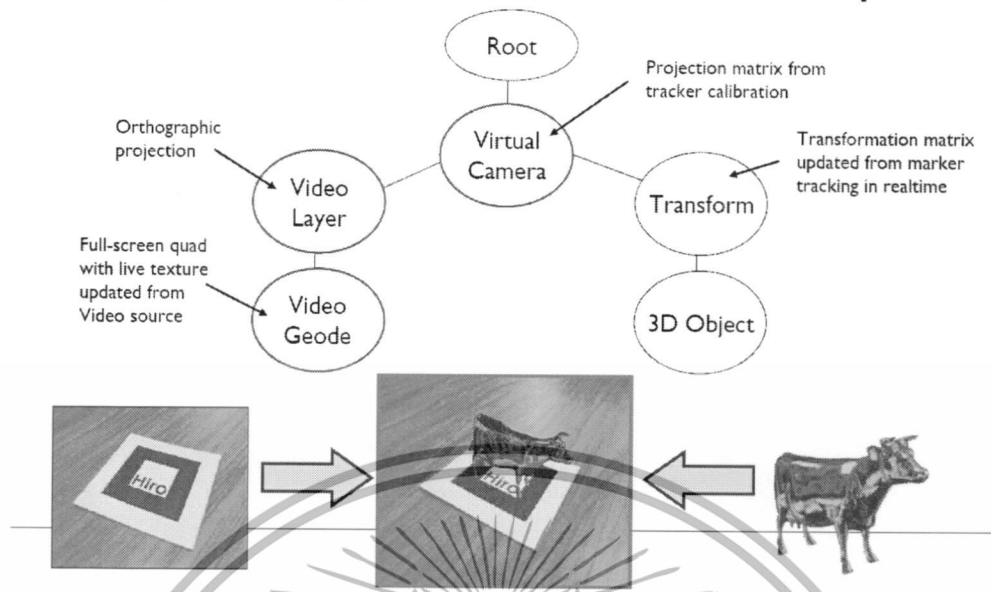 Root
Projection matrix from
tracker calibration
Orthographic
projection
Virtual
Camera
Transformation matrix
updated from marker
tracking in realtime
Video
Layer
Transform
Full-screen quad
with live texture
updated from
Video source
Video
Geode
3D Object
Hiro
Hiro